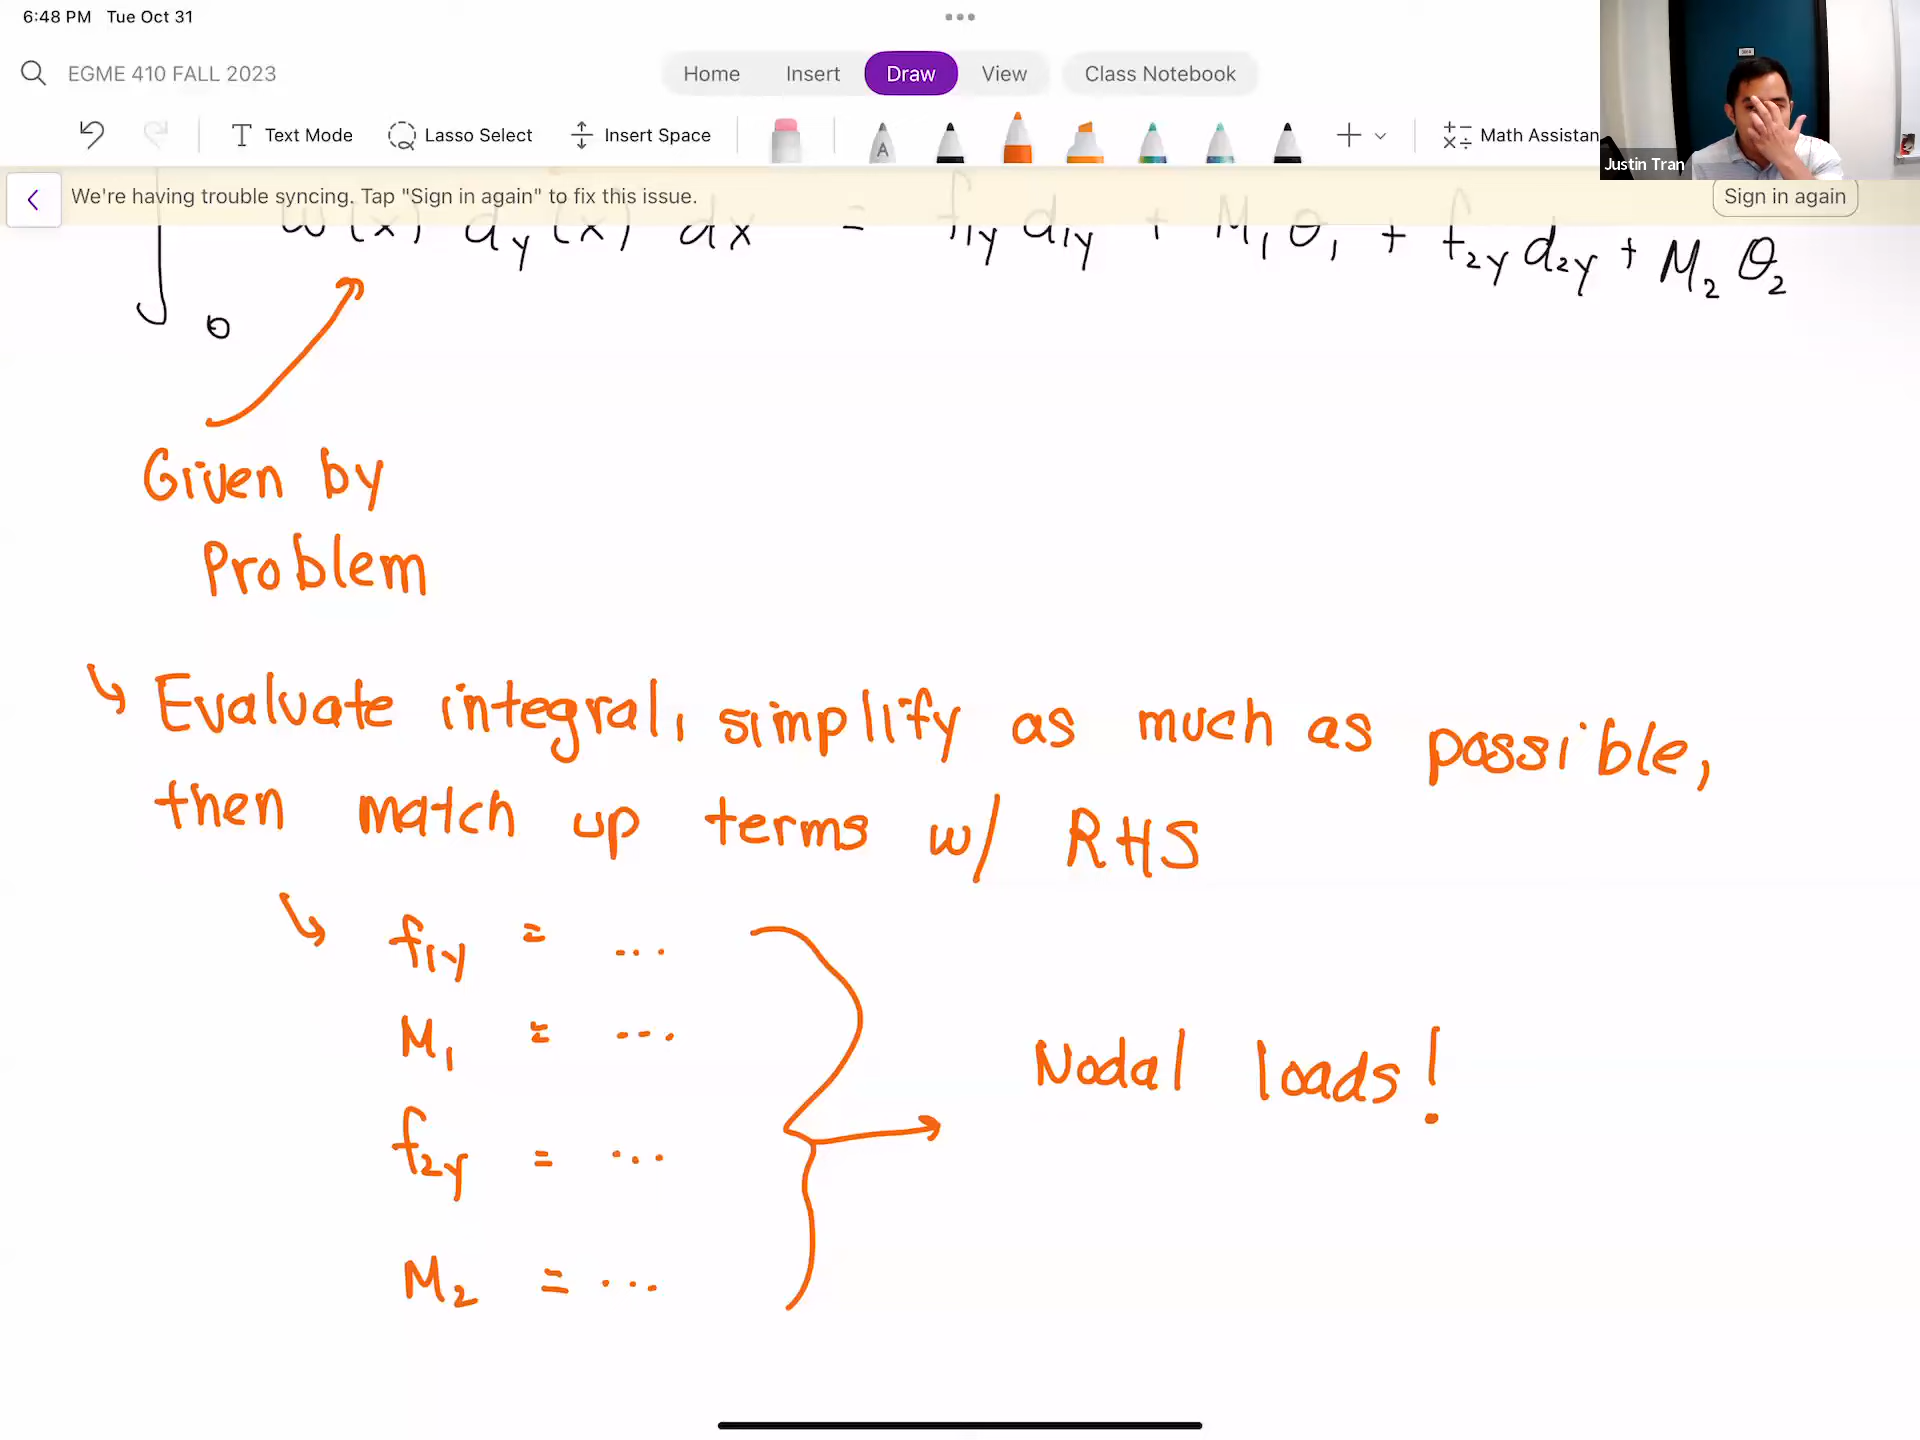 6:48 PM Tue Oct 31
EGME 410 FALL 2023
Home Insert Draw View Class Notebook
Text Mode Lasso Select Insert Space A Math Assistan
Justin Tran
We're having trouble syncing. Tap "Sign in again" to fix this issue. Sign in again
∫₀ w(x) dy(x) dx = f1y d1y + M1 θ1 + f2y d2y + M2 θ2
Given by
Problem
↳ Evaluate integral, simplify as much as possible,
then match up terms w/ RHS
↳ f1y = ...
M1 = ...
Nodal loads!
f2y = ...
M2 = ...